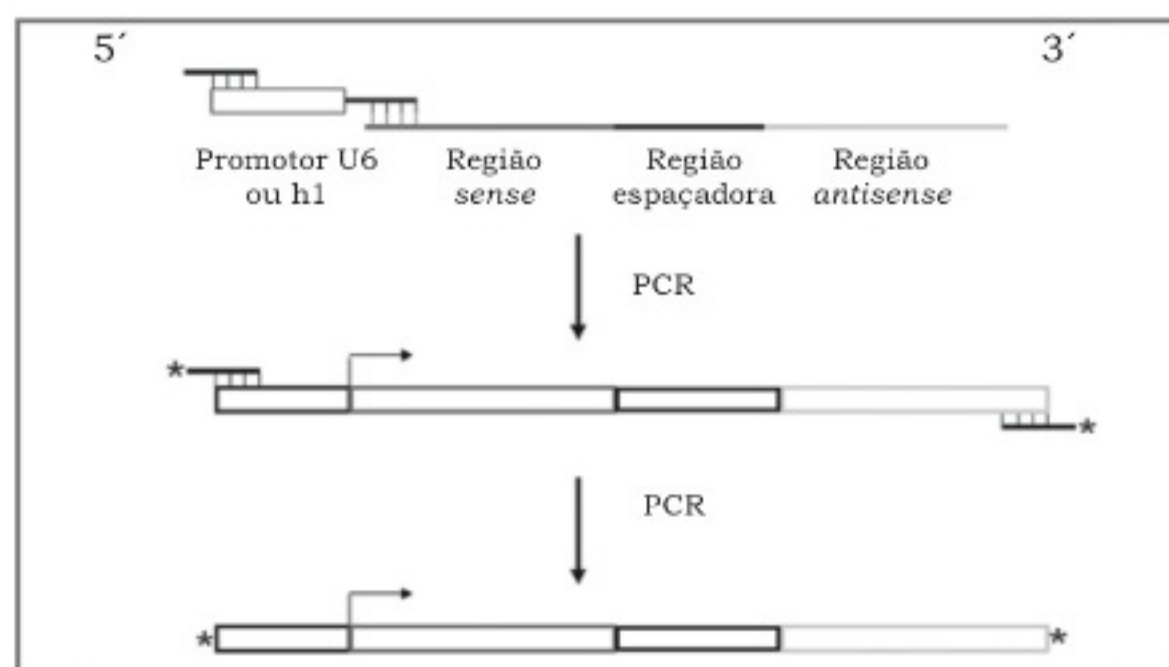 5´ 3´
Promotor U6
ou h1
Região
sense
Região
espaçadora
Região
antisense
PCR
*
*
PCR
*
*